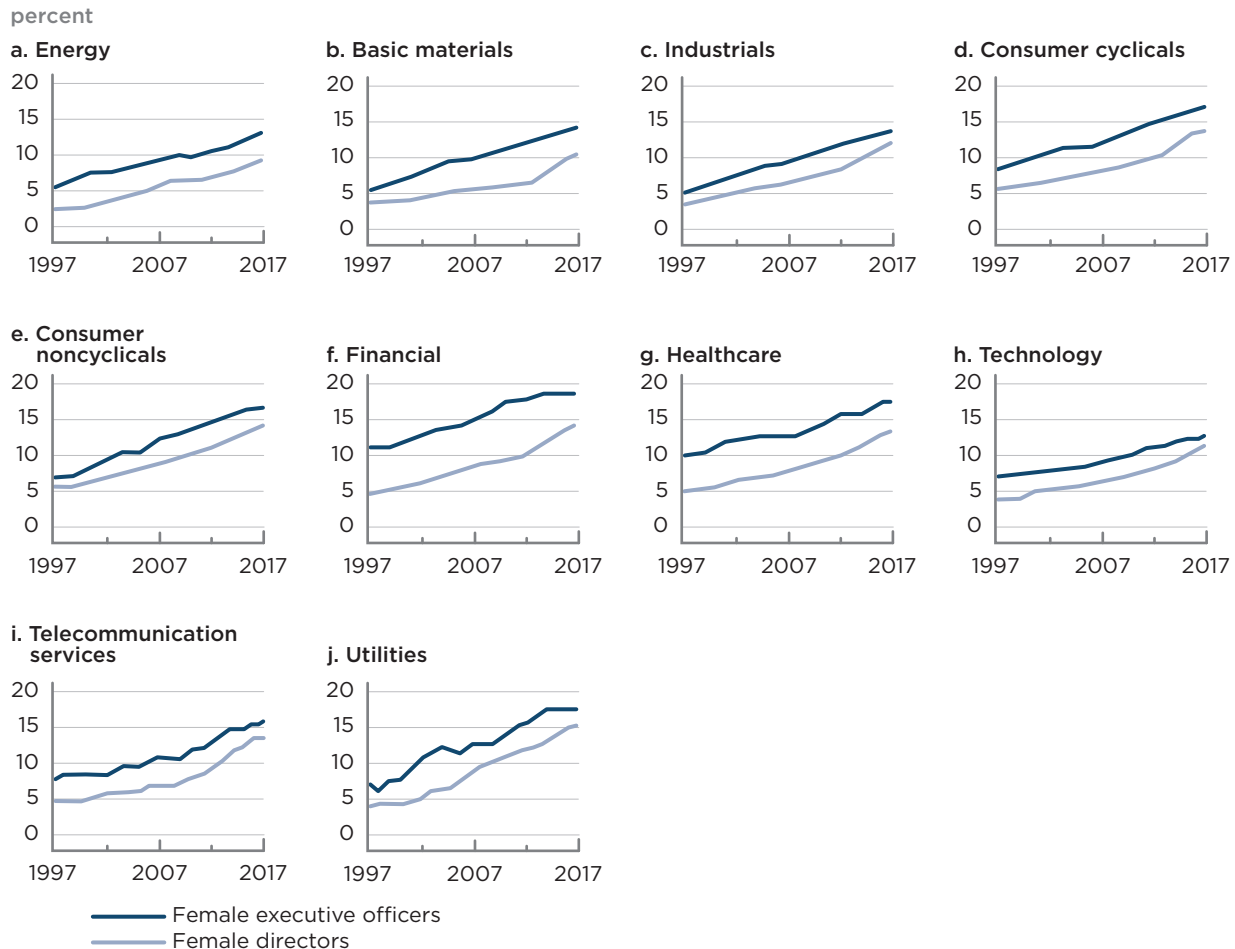 percent
a. Energy
20
15
10
5
0
1997 2007 2017
b. Basic materials
20
15
10
5
0
1997 2007 2017
c. Industrials
20
15
10
5
0
1997 2007 2017
d. Consumer cyclicals
20
15
10
5
0
1997 2007 2017
e. Consumer
noncyclicals
20
15
10
5
0
1997 2007 2017
f. Financial
20
15
10
5
0
1997 2007 2017
g. Healthcare
20
15
10
5
0
1997 2007 2017
h. Technology
20
15
10
5
0
1997 2007 2017
i. Telecommunication
services
20
15
10
5
0
1997 2007 2017
j. Utilities
20
15
10
5
0
1997 2007 2017
Female executive officers
Female directors